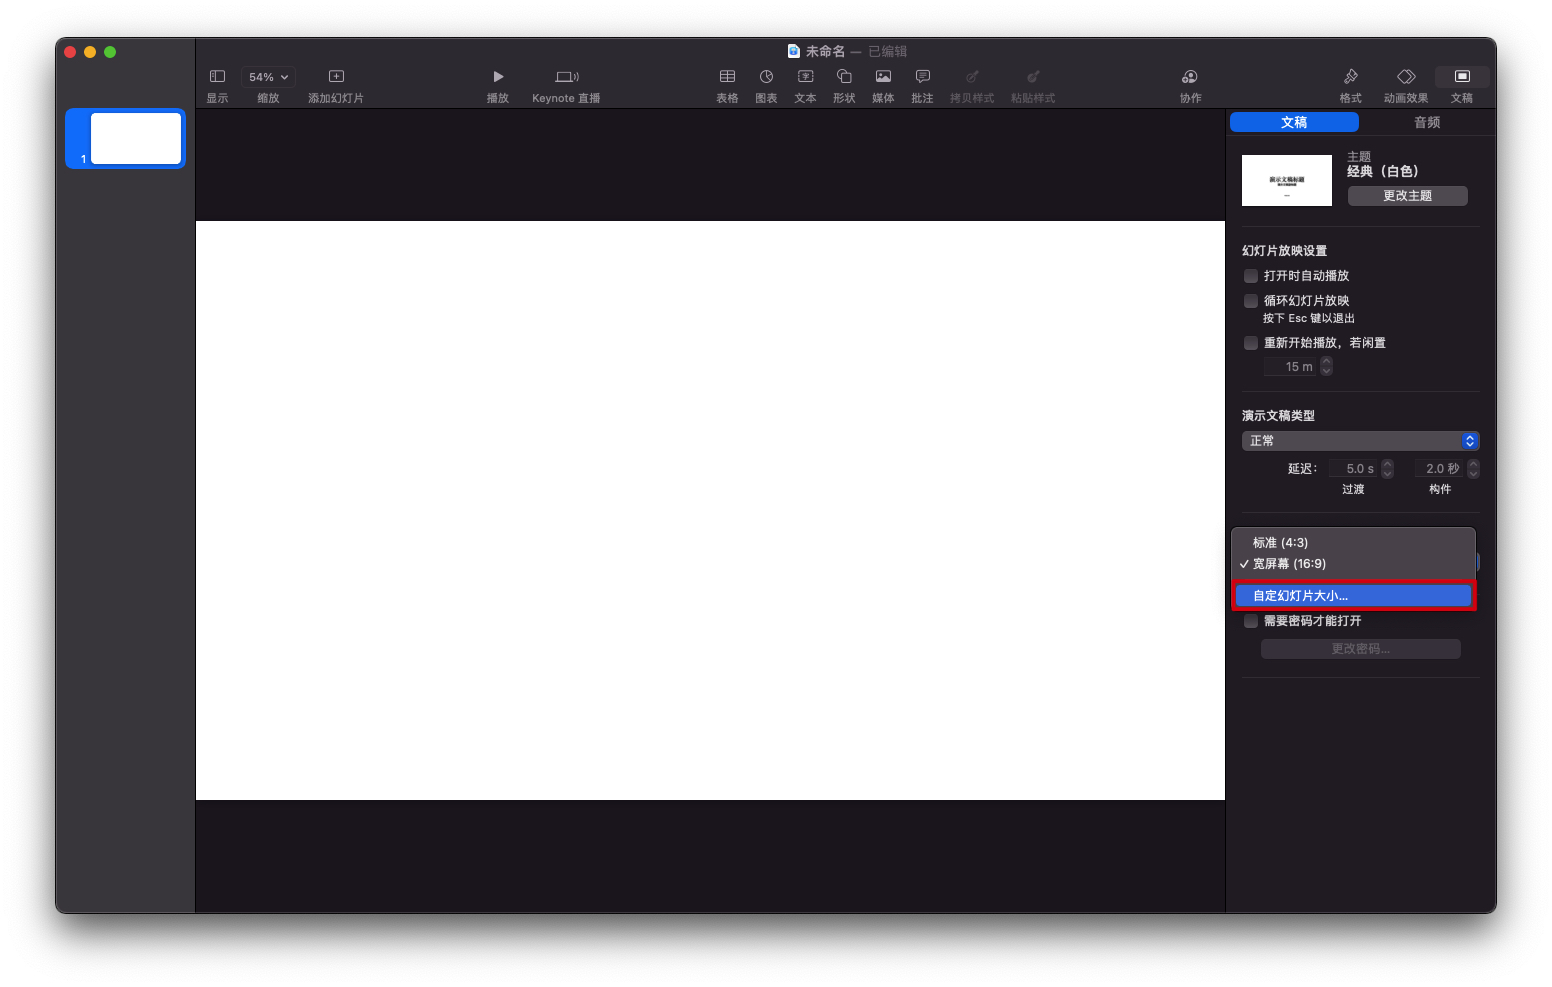 未命名 — 已编辑
54%
显示
缩放
添加幻灯片
播放
Keynote 直播
表格
图表
文本
形状
媒体
批注
拷贝样式
粘贴样式
协作
格式
动画效果
文稿
1
文稿
音频
演示文稿标题
主题
经典（白色）
更改主题
幻灯片放映设置
打开时自动播放
循环幻灯片放映
按下 Esc 键以退出
重新开始播放，若闲置
15 m
演示文稿类型
正常
延迟：
5.0 s
2.0 秒
过渡
构件
标准 (4:3)
✓ 宽屏幕 (16:9)
自定幻灯片大小...
需要密码才能打开
更改密码...